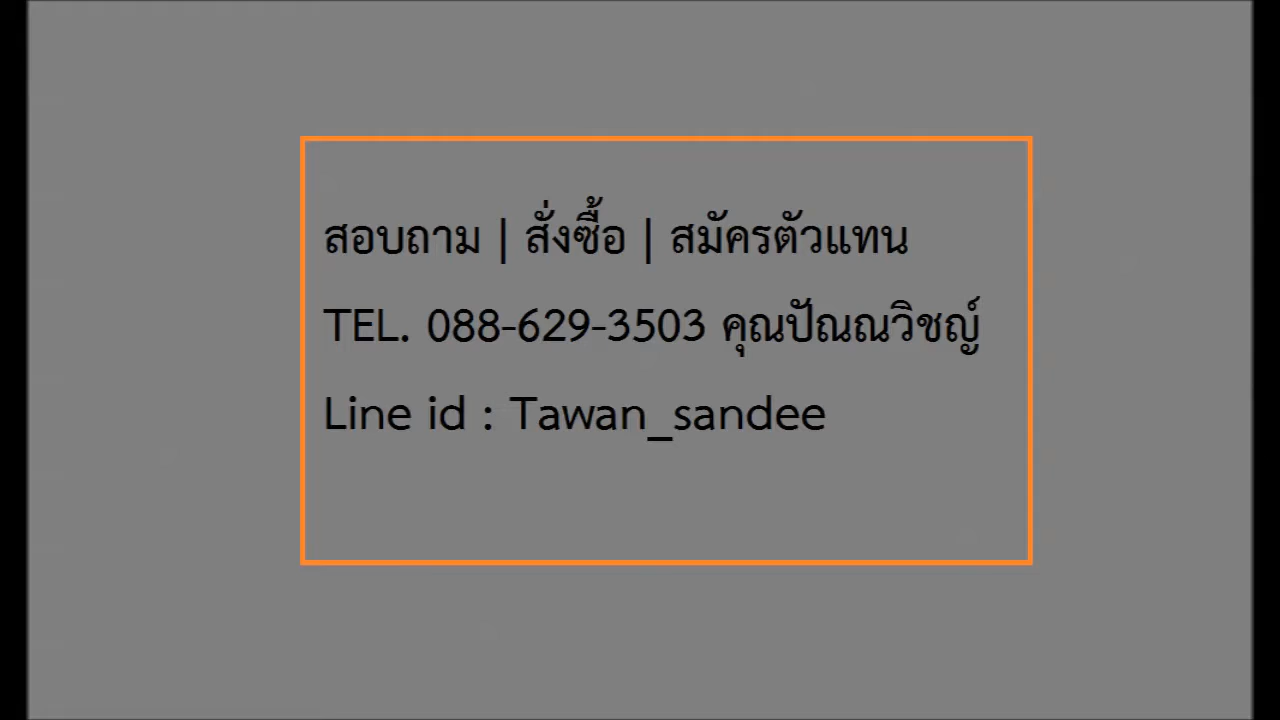 สอบถาม | สั่งซื้อ | สมัครตัวแทน
TEL. 088-629-3503 คุณปัณณวิชญ์
Line id : Tawan_sandee